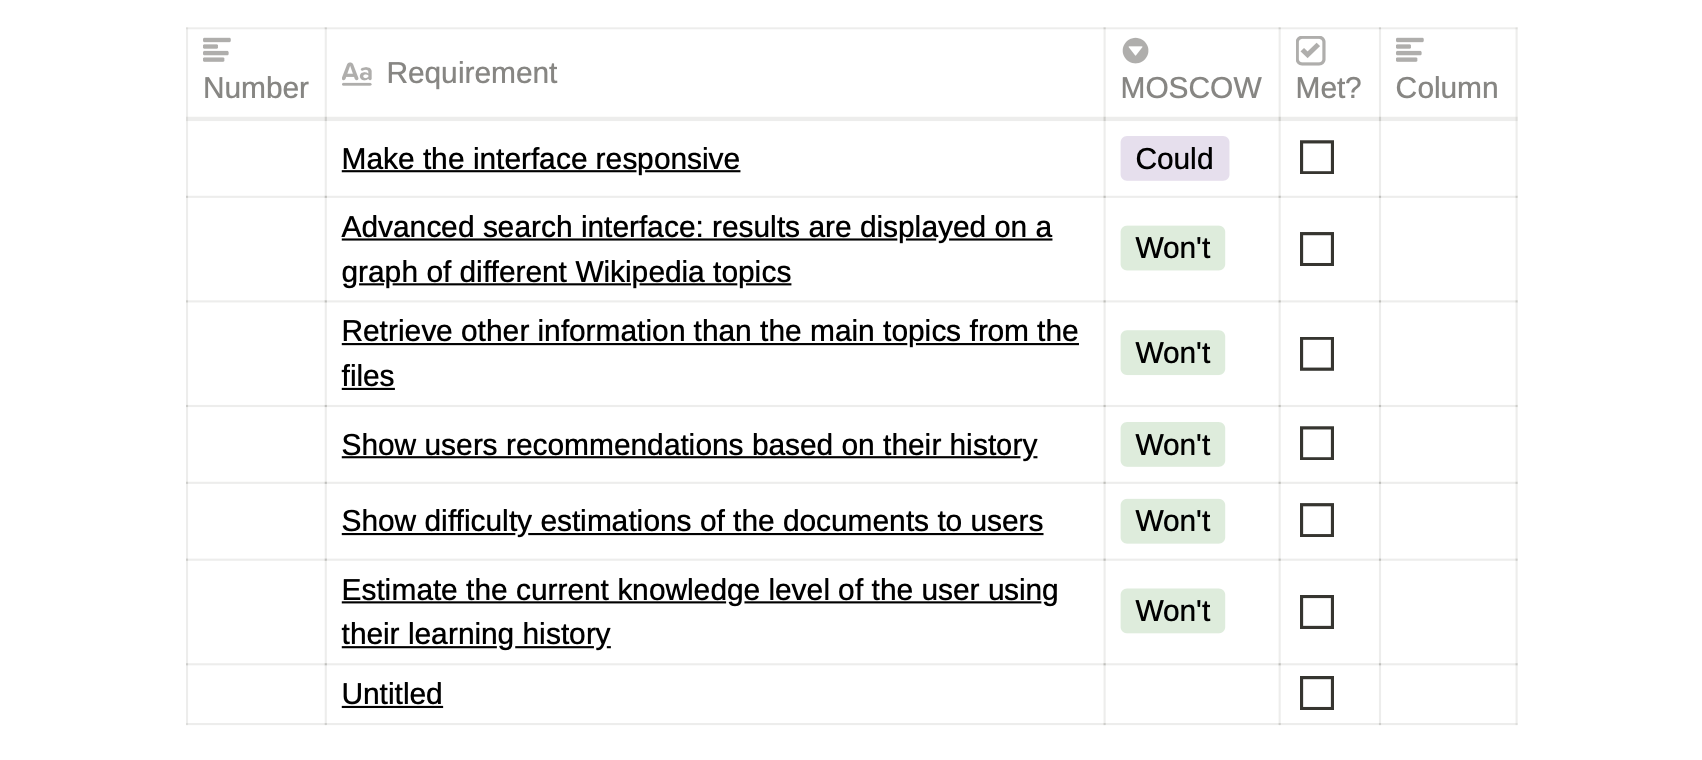 Number
Aa Requirement
MOSCOW
Met?
Column
Make the interface responsive
Could
Advanced search interface: results are displayed on a
graph of different Wikipedia topics
Won't
Retrieve other information than the main topics from the
files
Won't
Show users recommendations based on their history
Won't
Show difficulty estimations of the documents to users
Won't
Estimate the current knowledge level of the user using
their learning history
Won't
Untitled